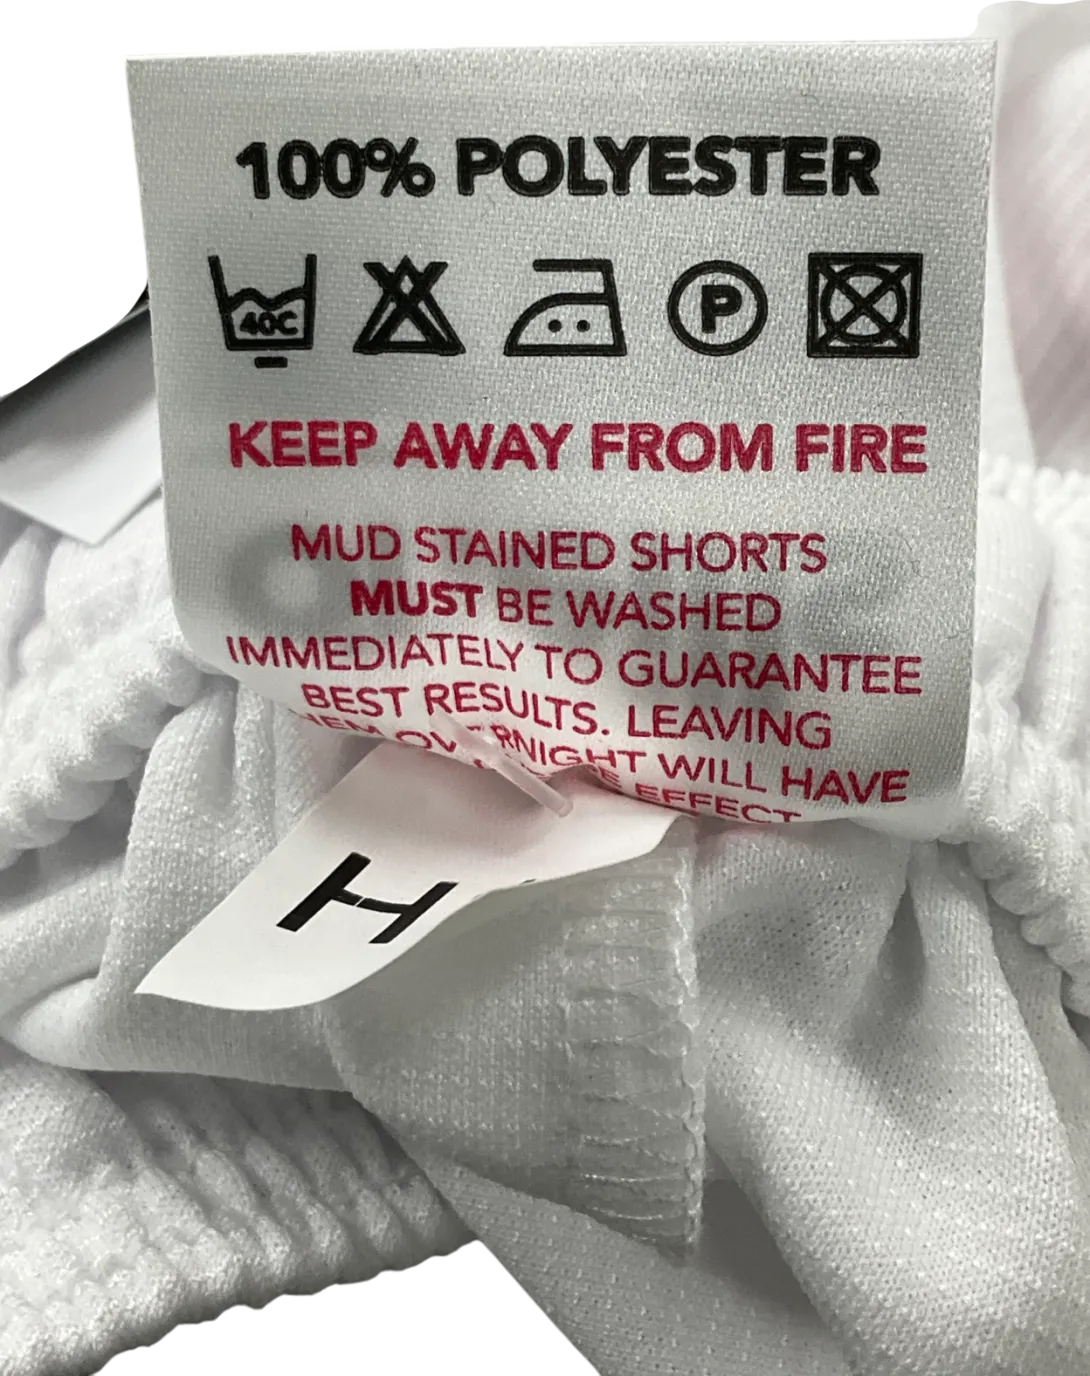 100% POLYESTER
40C
P
KEEP AWAY FROM FIRE
MUD STAINED SHORTS
MUST BE WASHED
IMMEDIATELY TO GUARANTEE
BEST RESULTS. LEAVING
WILL HAVE
EFFECT
H